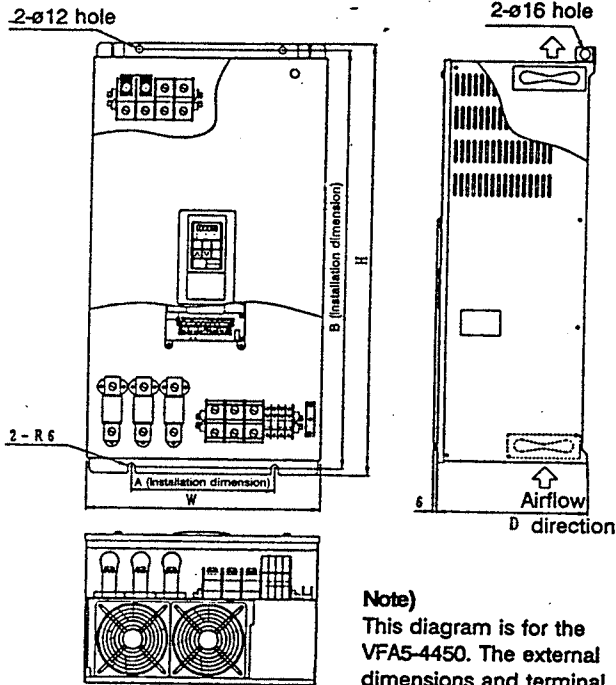 2-ø12 hole
2-ø16 hole
B (Installation dimension)
H
2-R6
A (Installation dimension)
W
6
Airflow
D direction
Note)
This diagram is for the
VFA5-4450. The external
dimensions and terminal